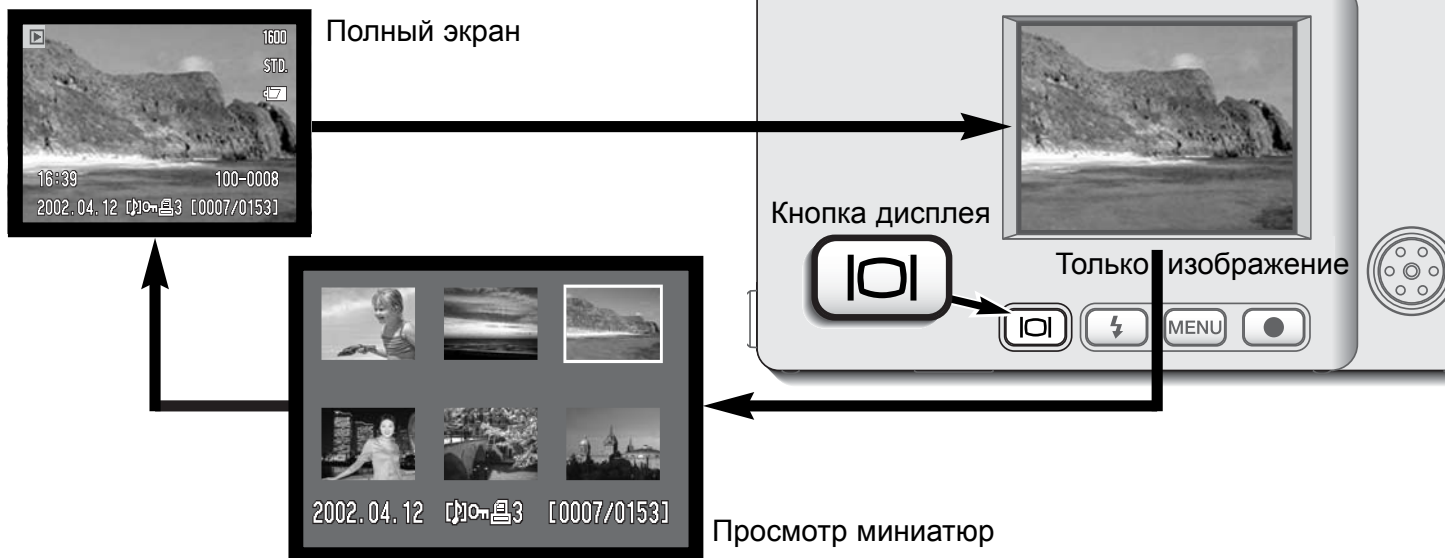 Полный экран
1600
STD.
16:39 100-0008
2002.04.12 3 [0007/0153]
Кнопка дисплея
Только изображение
MENU
2002.04.12 3 [0007/0153]
Просмотр миниатюр